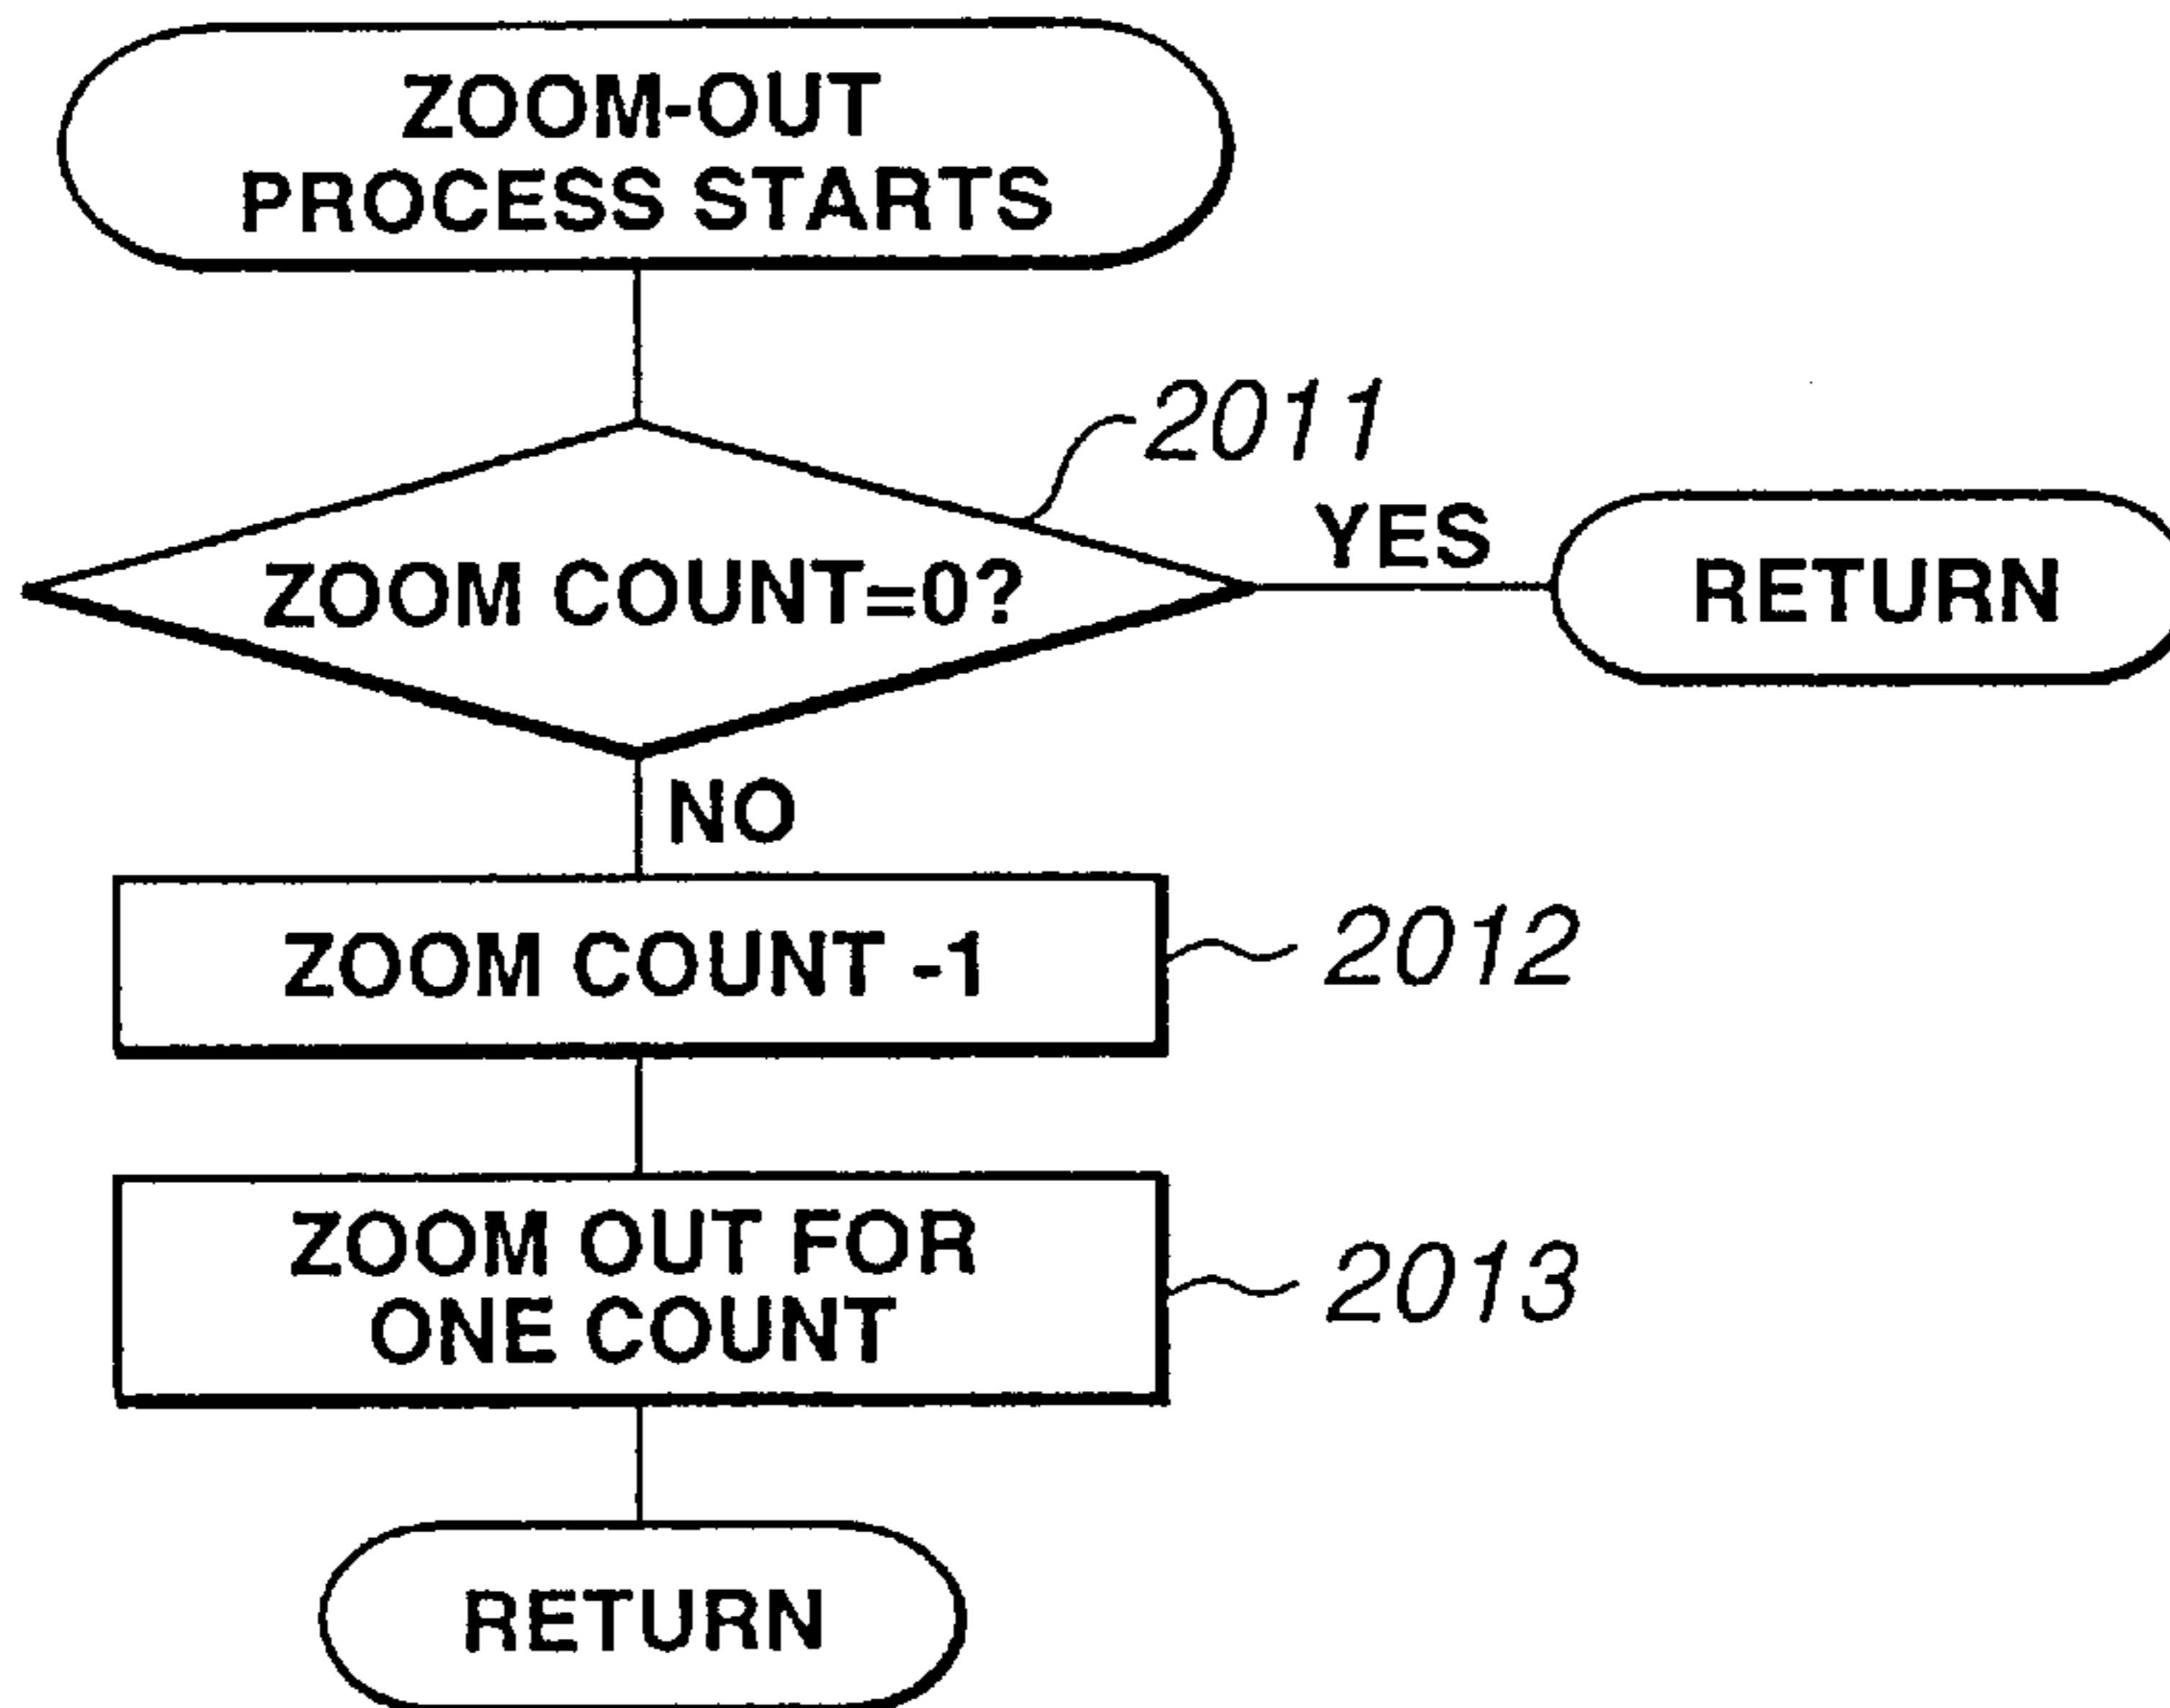 ZOOM-OUT
PROCESS STARTS
2011
ZOOM COUNT=0?
YES
RETURN
NO
ZOOM COUNT -1
2012
ZOOM OUT FOR
ONE COUNT
2013
RETURN